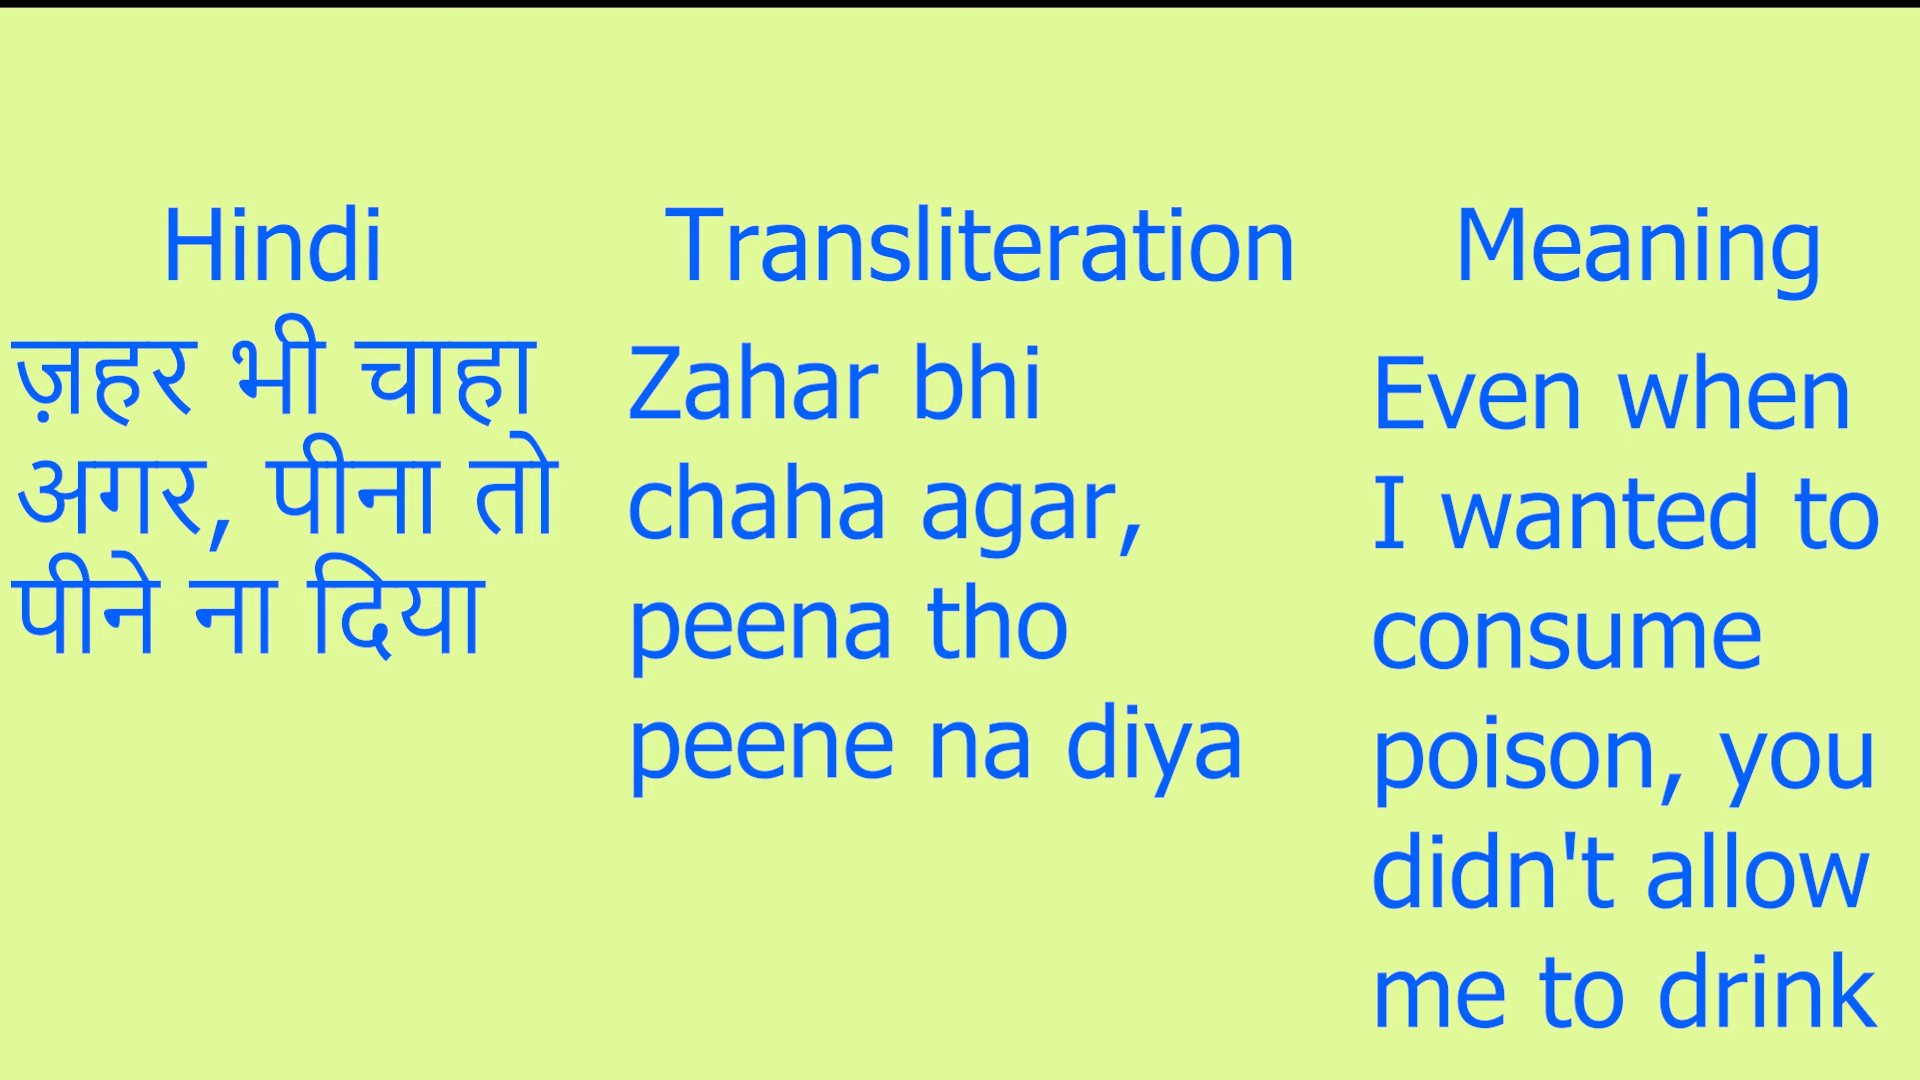 Hindi
ज़हर भी चाहा
अगर, पीना तो
पीने ना दिया
Transliteration
Zahar bhi
chaha agar,
peena tho
peene na diya
Meaning
Even when
I wanted to
consume
poison, you
didn't allow
me to drink